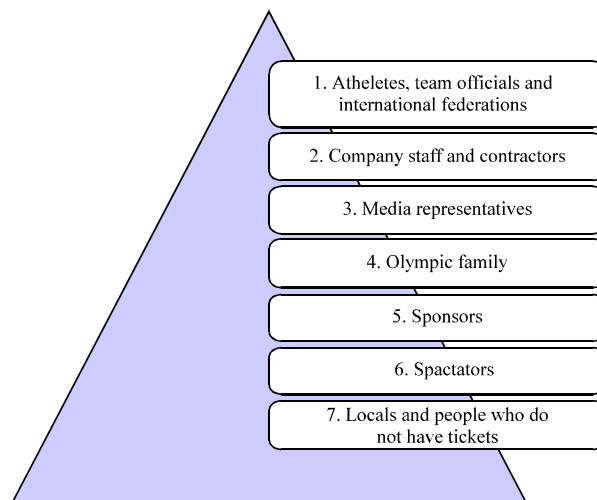 1. Atheletes, team officials and
international federations
2. Company staff and contractors
3. Media representatives
4. Olympic family
5. Sponsors
6. Spactators
7. Locals and people who do
not have tickets